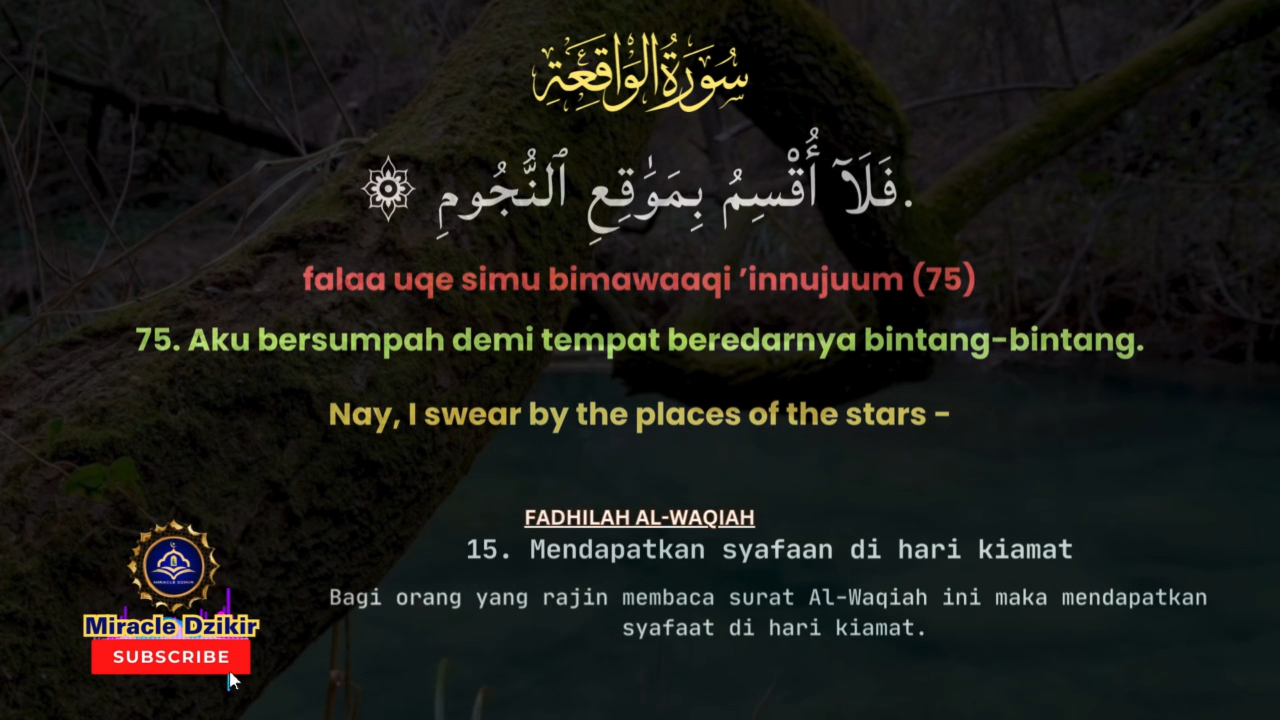 سُورَةُ الوَاقِعَةِ
.فَلَآ أُقْسِمُ بِمَوَٰقِعِ ٱلنُّجُومِ ۞
falaa uqe simu bimawaaqi ’innujuum (75)
75. Aku bersumpah demi tempat beredarnya bintang-bintang.
Nay, I swear by the places of the stars -
FADHILAH AL-WAQIAH
15. Mendapatkan syafaan di hari kiamat
Bagi orang yang rajin membaca surat Al-Waqiah ini maka mendapatkan
syafaat di hari kiamat.
MIRACLE DZIKIR
Miracle Dzikir
SUBSCRIBE